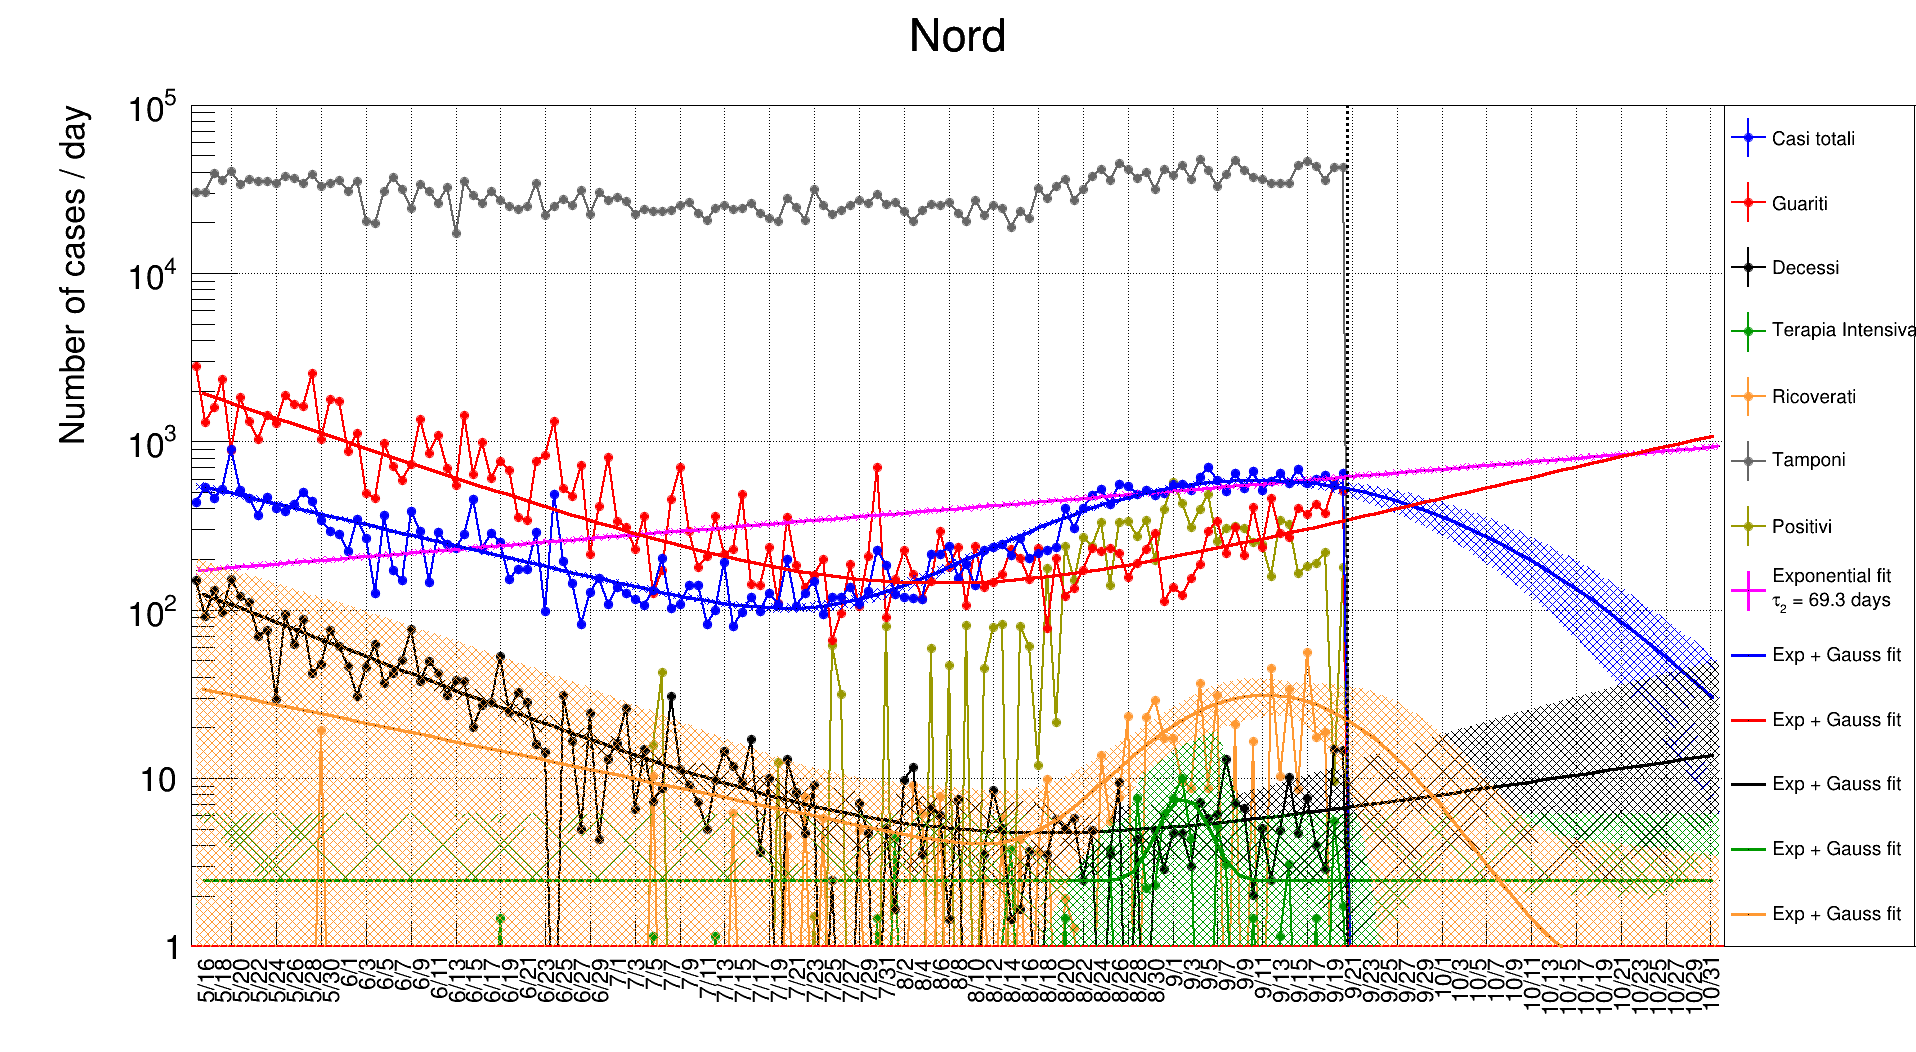 Nord
Number of cases / day
10^5
10^4
10^3
10^2
10
1
5/16 5/18 5/20 5/22 5/24 5/26 5/28 5/30 6/1 6/3 6/5 6/7 6/9 6/11 6/13 6/15 6/17 6/19 6/21 6/23 6/25 6/27 6/29 7/1 7/3 7/5 7/7 7/9 7/11 7/13 7/15 7/17 7/19 7/21 7/23 7/25 7/27 7/29 7/31 8/2 8/4 8/6 8/8 8/10 8/12 8/14 8/16 8/18 8/20 8/22 8/24 8/26 8/28 8/30 9/1 9/3 9/5 9/7 9/9 9/11 9/13 9/15 9/17 9/19 9/21 9/23 9/25 9/27 9/29 10/1 10/3 10/5 10/7 10/9 10/11 10/13 10/15 10/17 10/19 10/21 10/23 10/25 10/27 10/29 10/31
Casi totali
Guariti
Decessi
Terapia Intensiva
Ricoverati
Tamponi
Positivi
Exponential fit
τ2 = 69.3 days
Exp + Gauss fit
Exp + Gauss fit
Exp + Gauss fit
Exp + Gauss fit
Exp + Gauss fit